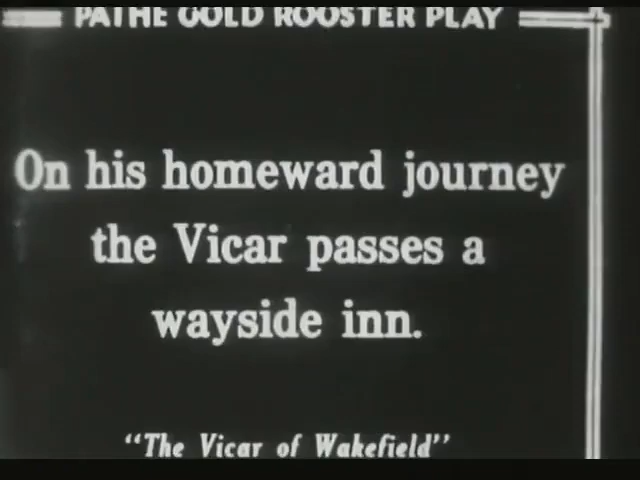 PATHE GOLD ROOSTER PLAY
On his homeward journey
the Vicar passes a
wayside inn.
"The Vicar of Wakefield"